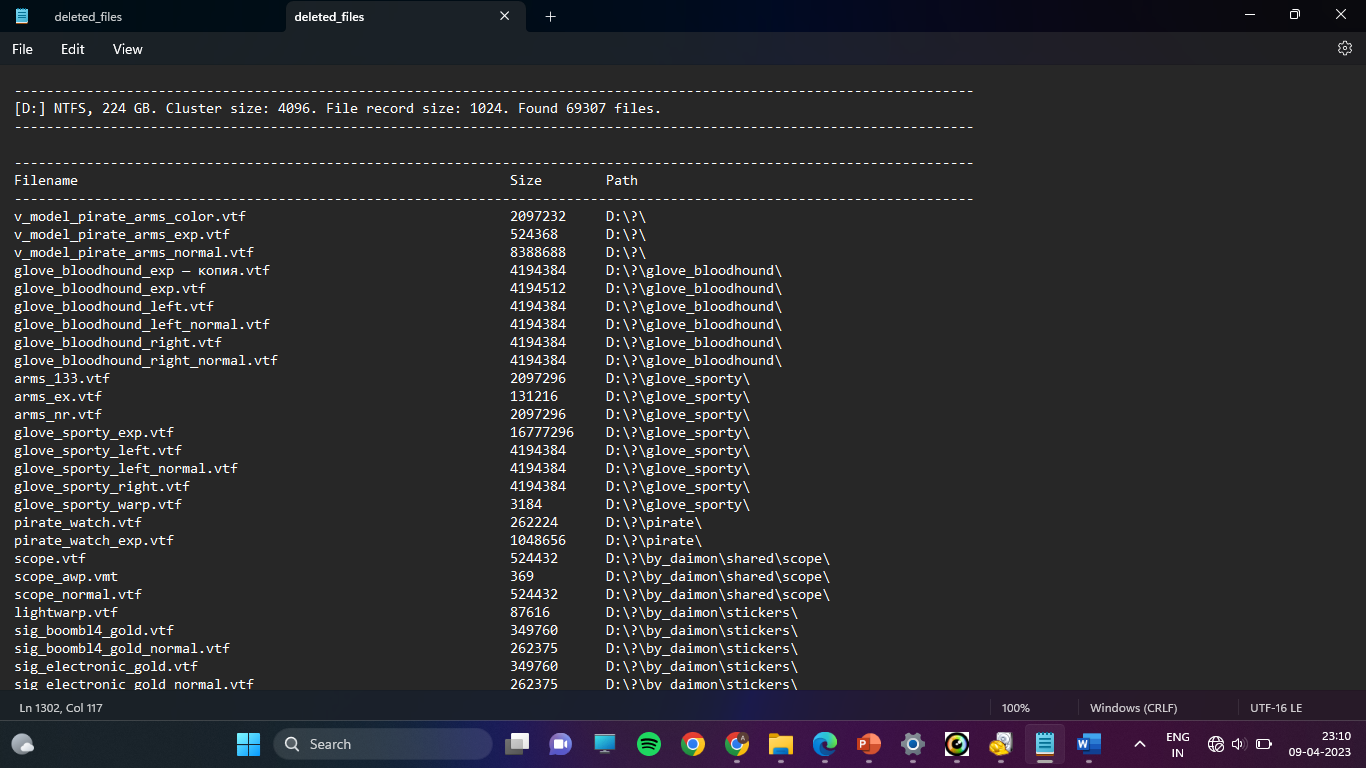 deleted_files
deleted_files
File Edit View
---------------------------------------------------------------------------------------------------------------------
[D:] NTFS, 224 GB. Cluster size: 4096. File record size: 1024. Found 69307 files.
---------------------------------------------------------------------------------------------------------------------
---------------------------------------------------------------------------------------------------------------------
Filename Size Path
---------------------------------------------------------------------------------------------------------------------
v_model_pirate_arms_color.vtf 2097232 D:\?\
v_model_pirate_arms_exp.vtf 524368 D:\?\
v_model_pirate_arms_normal.vtf 8388688 D:\?\
glove_bloodhound_exp — копия.vtf 4194384 D:\?\glove_bloodhound\
glove_bloodhound_exp.vtf 4194512 D:\?\glove_bloodhound\
glove_bloodhound_left.vtf 4194384 D:\?\glove_bloodhound\
glove_bloodhound_left_normal.vtf 4194384 D:\?\glove_bloodhound\
glove_bloodhound_right.vtf 4194384 D:\?\glove_bloodhound\
glove_bloodhound_right_normal.vtf 4194384 D:\?\glove_bloodhound\
arms_133.vtf 2097296 D:\?\glove_sporty\
arms_ex.vtf 131216 D:\?\glove_sporty\
arms_nr.vtf 2097296 D:\?\glove_sporty\
glove_sporty_exp.vtf 16777296 D:\?\glove_sporty\
glove_sporty_left.vtf 4194384 D:\?\glove_sporty\
glove_sporty_left_normal.vtf 4194384 D:\?\glove_sporty\
glove_sporty_right.vtf 4194384 D:\?\glove_sporty\
glove_sporty_warp.vtf 3184 D:\?\glove_sporty\
pirate_watch.vtf 262224 D:\?\pirate\
pirate_watch_exp.vtf 1048656 D:\?\pirate\
scope.vtf 524432 D:\?\by_daimon\shared\scope\
scope_awp.vmt 369 D:\?\by_daimon\shared\scope\
scope_normal.vtf 524432 D:\?\by_daimon\shared\scope\
lightwarp.vtf 87616 D:\?\by_daimon\stickers\
sig_boombl4_gold.vtf 349760 D:\?\by_daimon\stickers\
sig_boombl4_gold_normal.vtf 262375 D:\?\by_daimon\stickers\
sig_electronic_gold.vtf 349760 D:\?\by_daimon\stickers\
sig_electronic_gold_normal.vtf 262375 D:\?\by_daimon\stickers\
Ln 1302, Col 117 100% Windows (CRLF) UTF-16 LE
Search
ENG
IN
23:10
09-04-2023